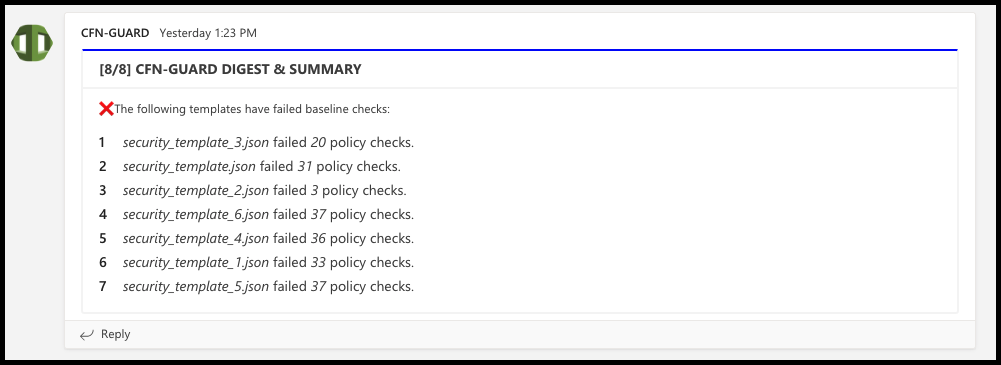 CFN-GUARD Yesterday 1:23 PM
[8/8] CFN-GUARD DIGEST & SUMMARY
❌The following templates have failed baseline checks:
1 security_template_3.json failed 20 policy checks.
2 security_template.json failed 31 policy checks.
3 security_template_2.json failed 3 policy checks.
4 security_template_6.json failed 37 policy checks.
5 security_template_4.json failed 36 policy checks.
6 security_template_1.json failed 33 policy checks.
7 security_template_5.json failed 37 policy checks.
Reply